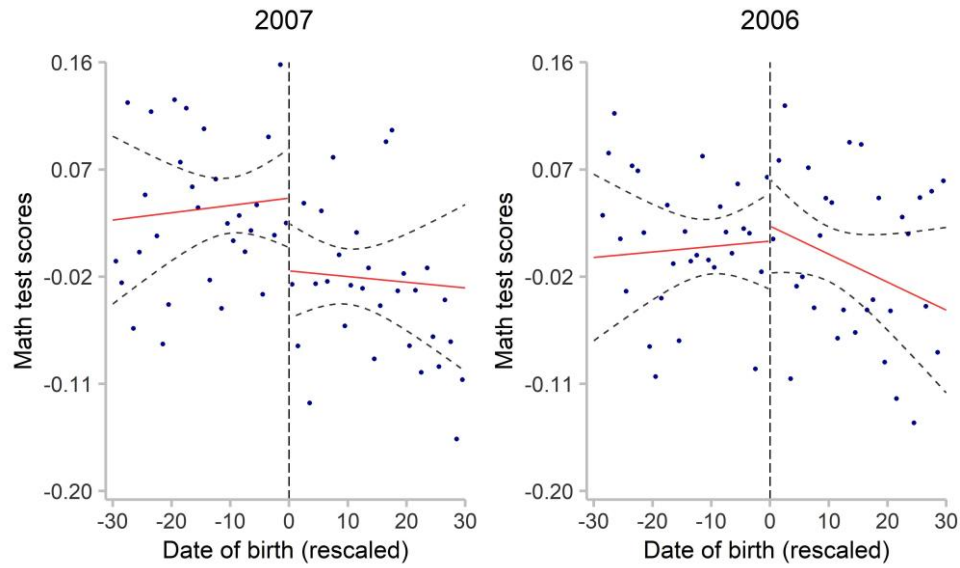 2007
0.16
0.07
-0.02
-0.11
-0.20
Math test scores
-30 -20 -10 0 10 20 30
Date of birth (rescaled)
2006
0.16
0.07
-0.02
-0.11
-0.20
Math test scores
-30 -20 -10 0 10 20 30
Date of birth (rescaled)